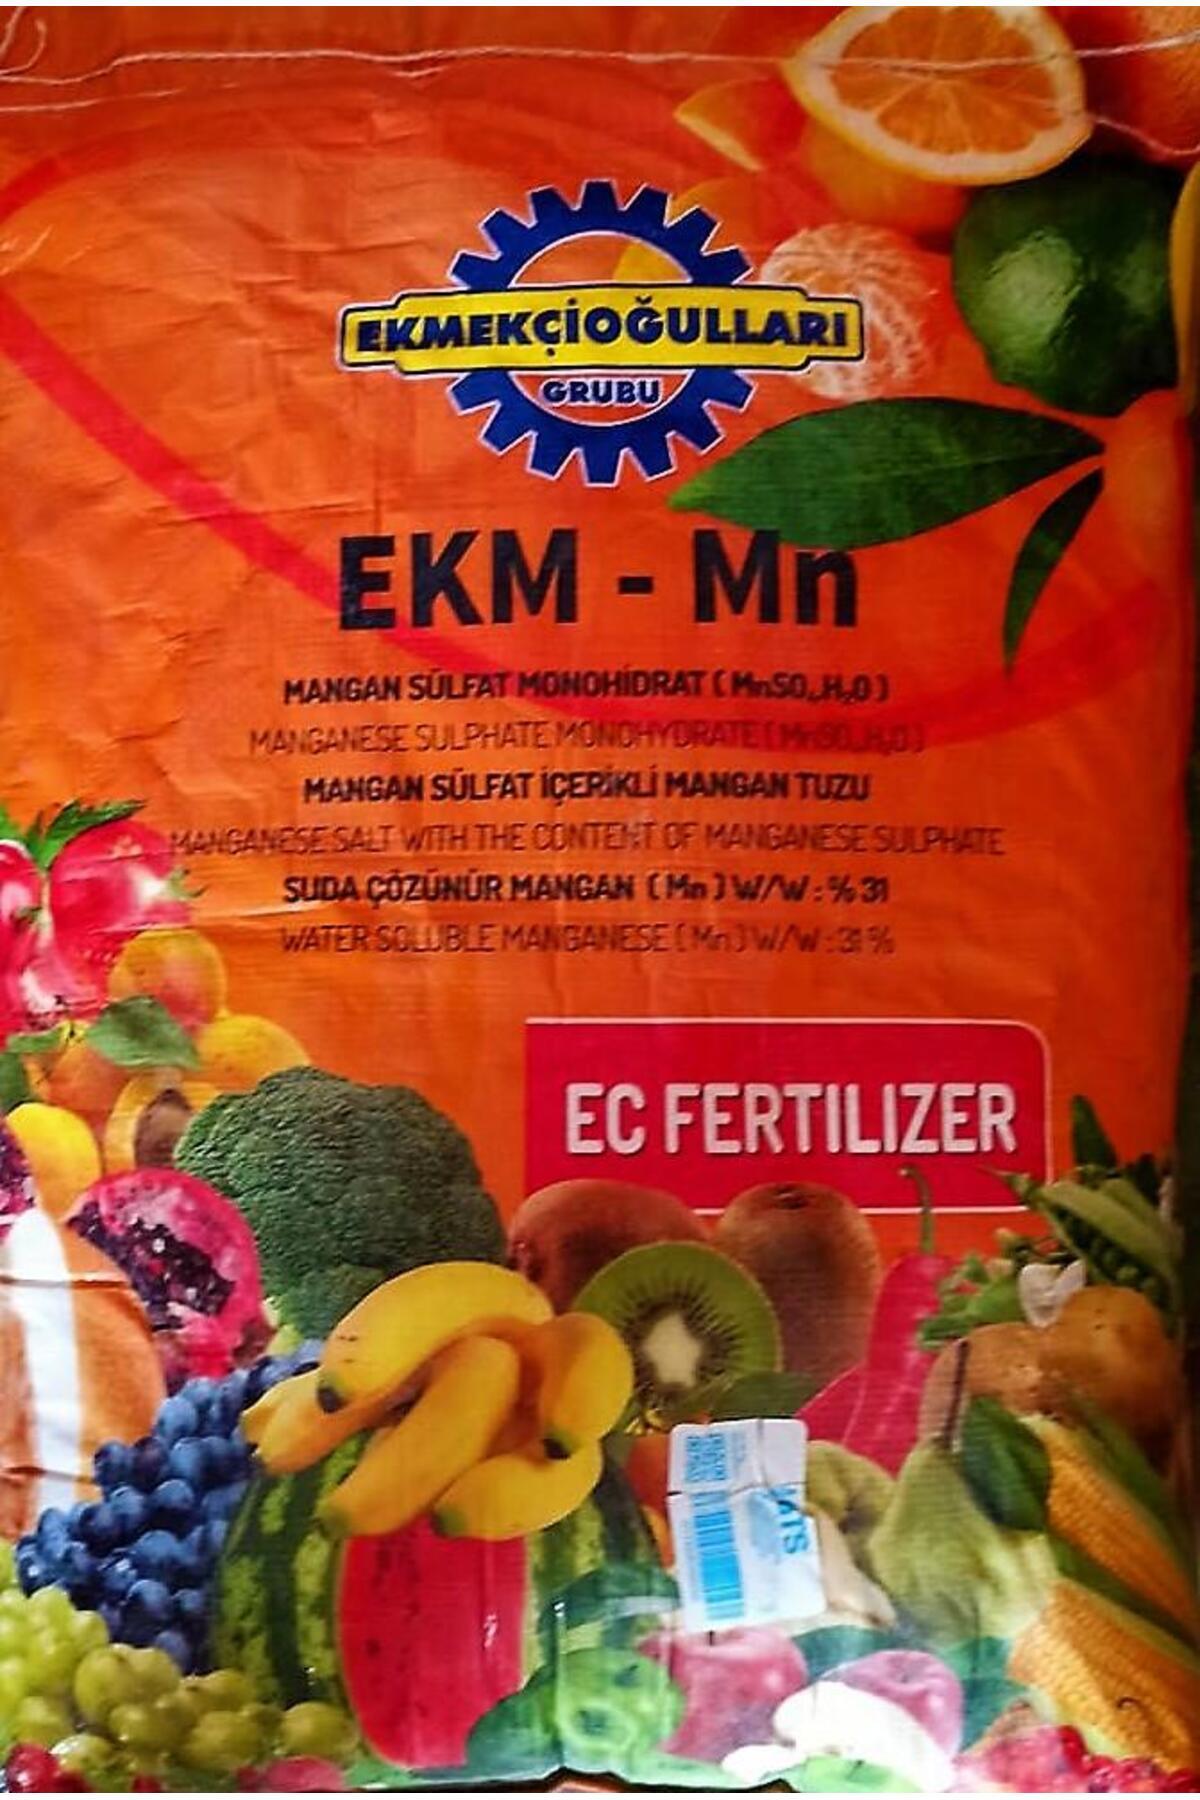 EKMEKÇİOĞULLARI
GRUBU
EKM - Mn
MANGAN SÜLFAT MONOHİDRAT ( MnSO₄.H₂O )
MANGANESE SULPHATE MONOHYDRATE ( MnSO₄.H₂O )
MANGAN SÜLFAT İÇERİKLİ MANGAN TUZU
MANGANESE SALT WITH THE CONTENT OF MANGANESE SULPHATE
SUDA ÇÖZÜNÜR MANGAN ( Mn ) W/W : % 31
WATER SOLUBLE MANGANESE ( Mn ) W/W : 31 %
EC FERTILIZER